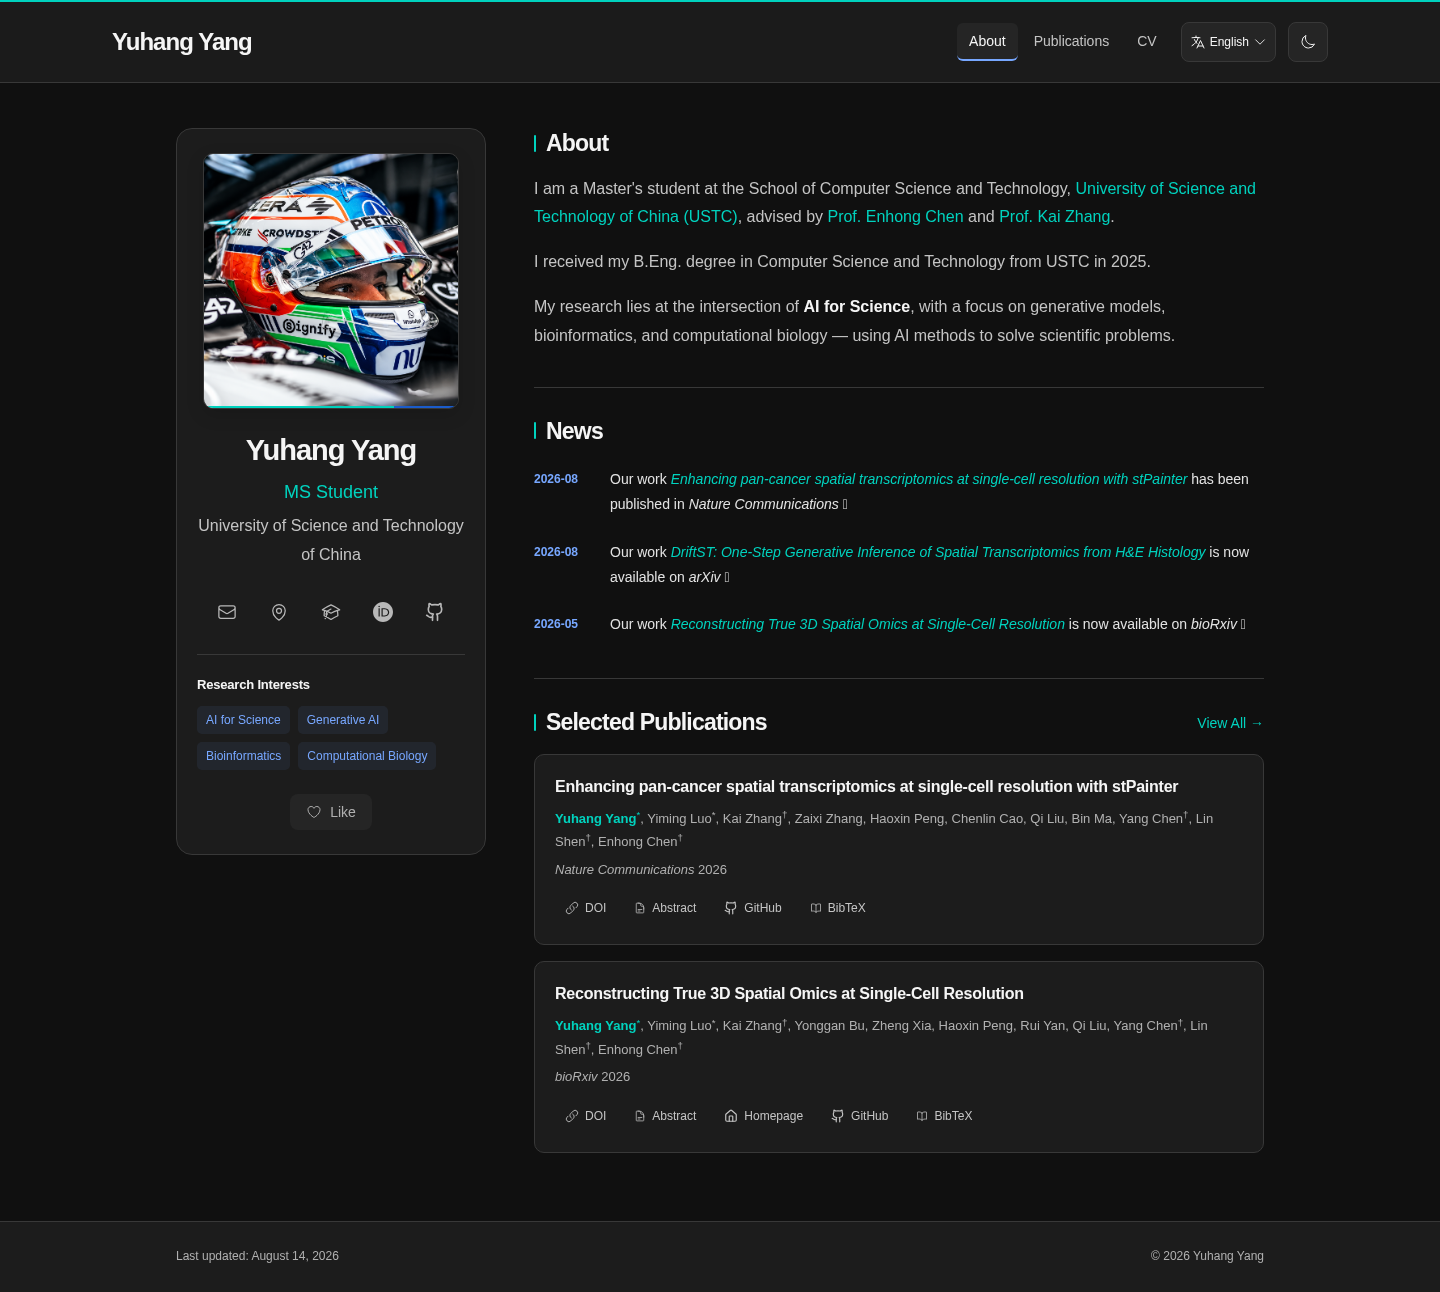 Yuhang Yang
About
Publications
CV
English
ZERA
PETRO
CROWDST
Signify
nu
Yuhang Yang
MS Student
University of Science and Technology
of China
iD
Research Interests
AI for Science
Generative AI
Bioinformatics
Computational Biology
Like
About
I am a Master's student at the School of Computer Science and Technology, University of Science and
Technology of China (USTC), advised by Prof. Enhong Chen and Prof. Kai Zhang.
I received my B.Eng. degree in Computer Science and Technology from USTC in 2025.
My research lies at the intersection of AI for Science, with a focus on generative models,
bioinformatics, and computational biology — using AI methods to solve scientific problems.
News
2026-08
Our work Enhancing pan-cancer spatial transcriptomics at single-cell resolution with stPainter has been
published in Nature Communications
2026-08
Our work DriftST: One-Step Generative Inference of Spatial Transcriptomics from H&E Histology is now
available on arXiv
2026-05
Our work Reconstructing True 3D Spatial Omics at Single-Cell Resolution is now available on bioRxiv
Selected Publications
View All →
Enhancing pan-cancer spatial transcriptomics at single-cell resolution with stPainter
Yuhang Yang*, Yiming Luo*, Kai Zhang†, Zaixi Zhang, Haoxin Peng, Chenlin Cao, Qi Liu, Bin Ma, Yang Chen†, Lin
Shen†, Enhong Chen†
Nature Communications 2026
DOI
Abstract
GitHub
BibTeX
Reconstructing True 3D Spatial Omics at Single-Cell Resolution
Yuhang Yang*, Yiming Luo*, Kai Zhang†, Yonggan Bu, Zheng Xia, Haoxin Peng, Rui Yan, Qi Liu, Yang Chen†, Lin
Shen†, Enhong Chen†
bioRxiv 2026
DOI
Abstract
Homepage
GitHub
BibTeX
Last updated: August 14, 2026
© 2026 Yuhang Yang